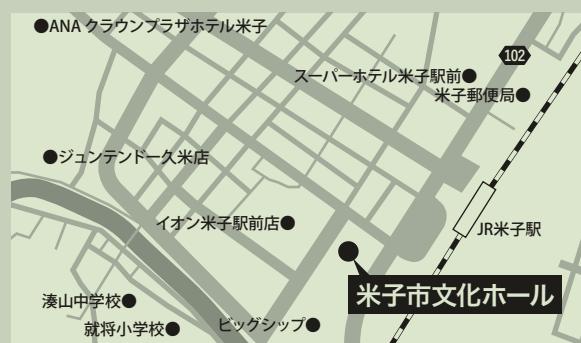 ●ANA クラウンプラザホテル米子
102
スーパーホテル米子駅前●
米子郵便局●
●ジュンテンドー久米店
イオン米子駅前店●
JR米子駅
米子市文化ホール
湊山中学校●
就将小学校●
ビッグシップ●